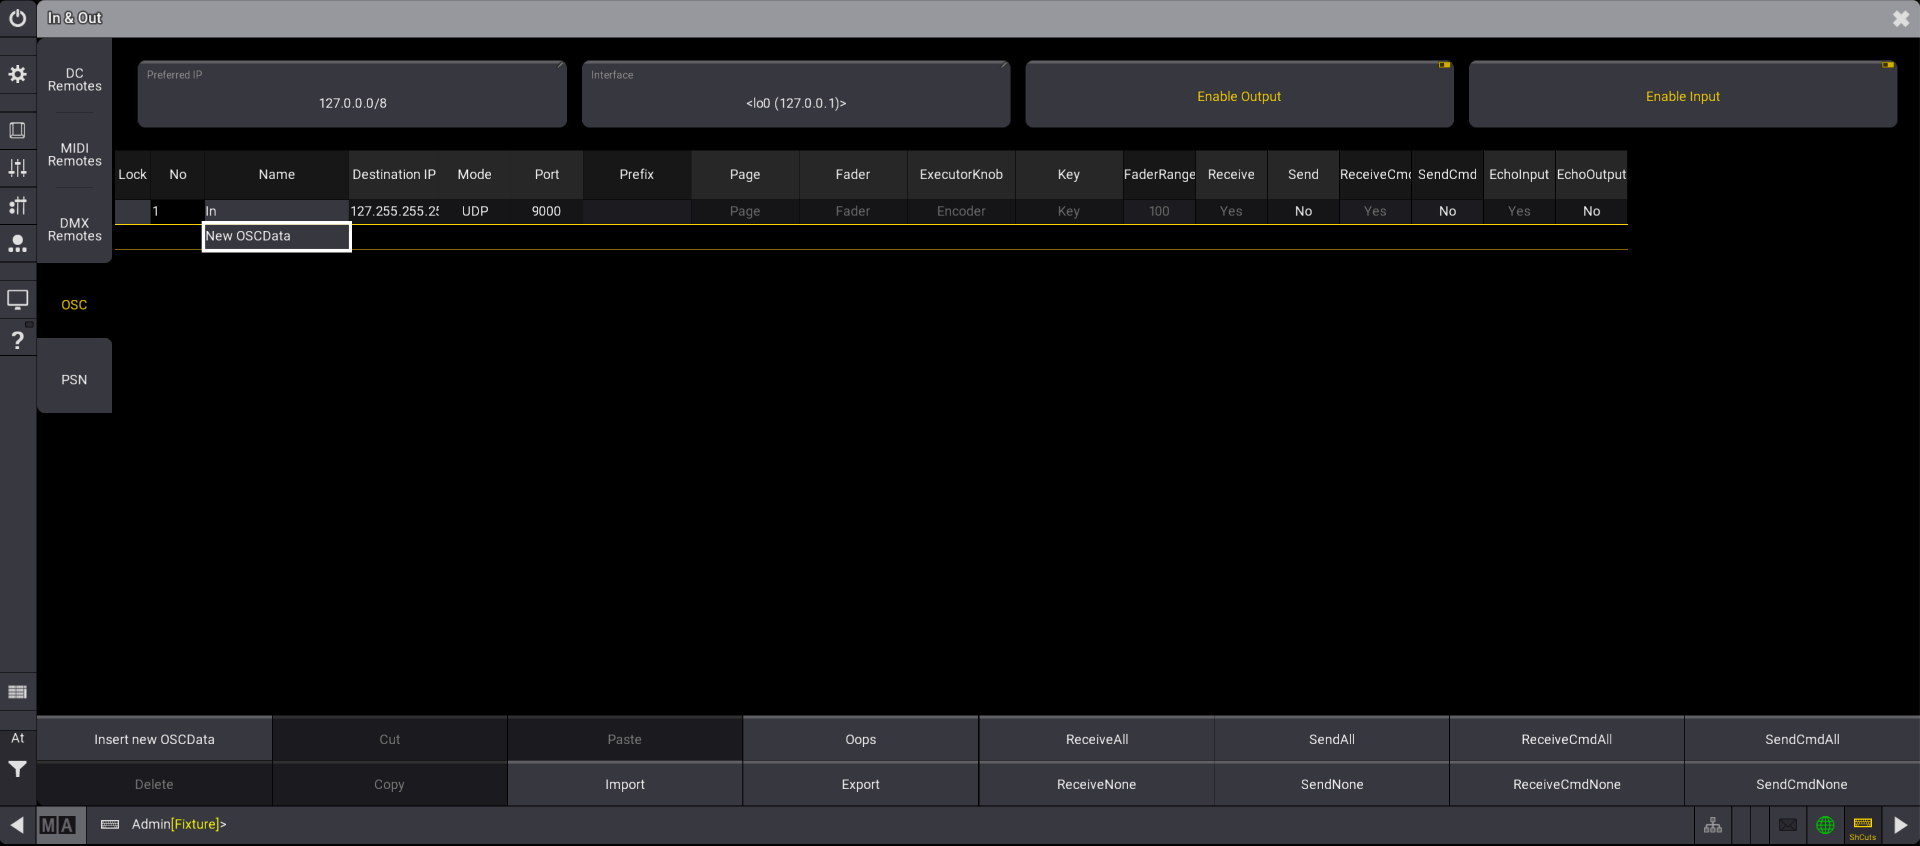 In & Out
DC
Remotes
MIDI
Remotes
DMX
Remotes
OSC
PSN
Preferred IP
127.0.0.0/8
Interface
<lo0 (127.0.0.1)>
Enable Output
Enable Input
Lock No Name Destination IP Mode Port Prefix Page Fader ExecutorKnob Key FaderRange Receive Send ReceiveCmd SendCmd EchoInput EchoOutput
1 In 127.255.255.25 UDP 9000 Page Fader Encoder Key 100 Yes No Yes No Yes No
New OSCData
?
At
Insert new OSCData Cut Paste Oops ReceiveAll SendAll ReceiveCmdAll SendCmdAll
Delete Copy Import Export ReceiveNone SendNone ReceiveCmdNone SendCmdNone
MA Admin[Fixture]>
ShCuts